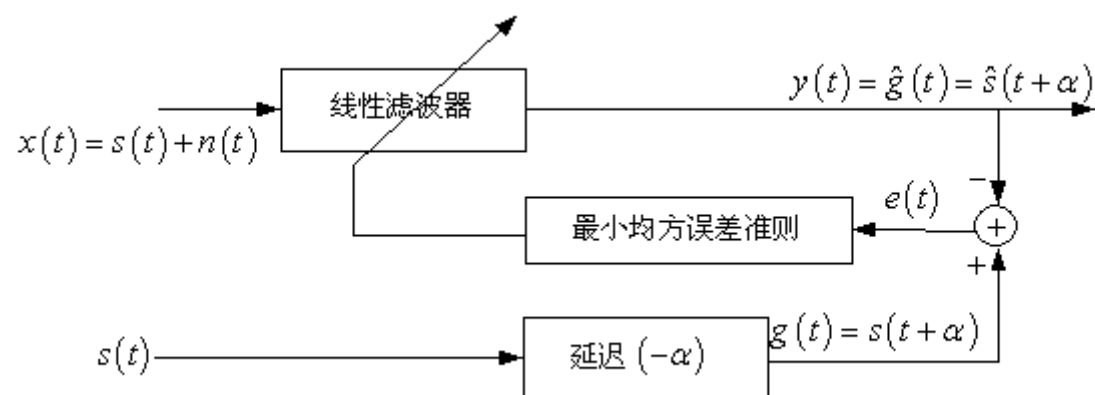 线性滤波器
y(t)=ĝ(t)=ŝ(t+α)
x(t)=s(t)+n(t)
−
e(t)
最小均方误差准则
+
+
s(t)
延迟(-α)
g(t)=s(t+α)